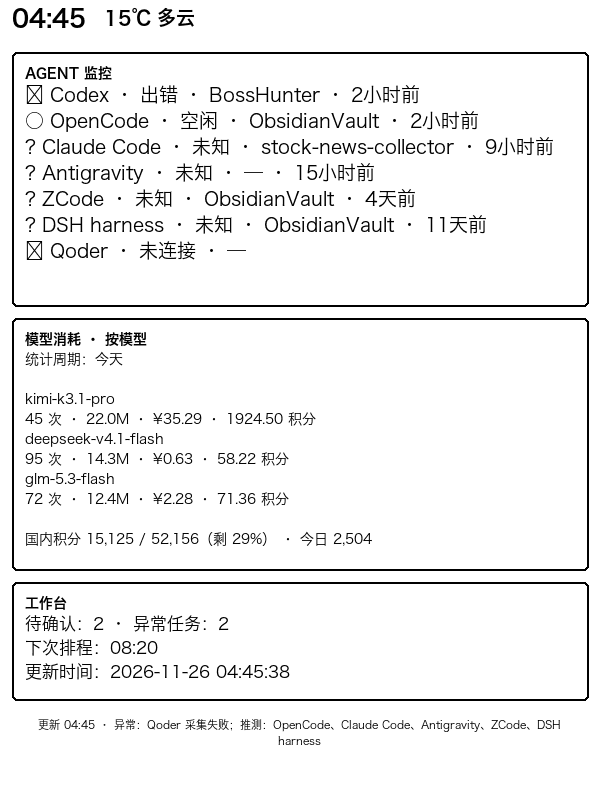 04:45 15℃ 多云
AGENT 监控
☒ Codex · 出错 · BossHunter · 2小时前
○ OpenCode · 空闲 · ObsidianVault · 2小时前
? Claude Code · 未知 · stock-news-collector · 9小时前
? Antigravity · 未知 · — · 15小时前
? ZCode · 未知 · ObsidianVault · 4天前
? DSH harness · 未知 · ObsidianVault · 11天前
☒ Qoder · 未连接 · —
模型消耗 · 按模型
统计周期：今天
kimi-k3.1-pro
45 次 · 22.0M · ¥35.29 · 1924.50 积分
deepseek-v4.1-flash
95 次 · 14.3M · ¥0.63 · 58.22 积分
glm-5.3-flash
72 次 · 12.4M · ¥2.28 · 71.36 积分
国内积分 15,125 / 52,156（剩 29%） · 今日 2,504
工作台
待确认：2 · 异常任务：2
下次排程：08:20
更新时间：2026-11-26 04:45:38
更新 04:45 · 异常：Qoder 采集失败；推测：OpenCode、Claude Code、Antigravity、ZCode、DSH
harness